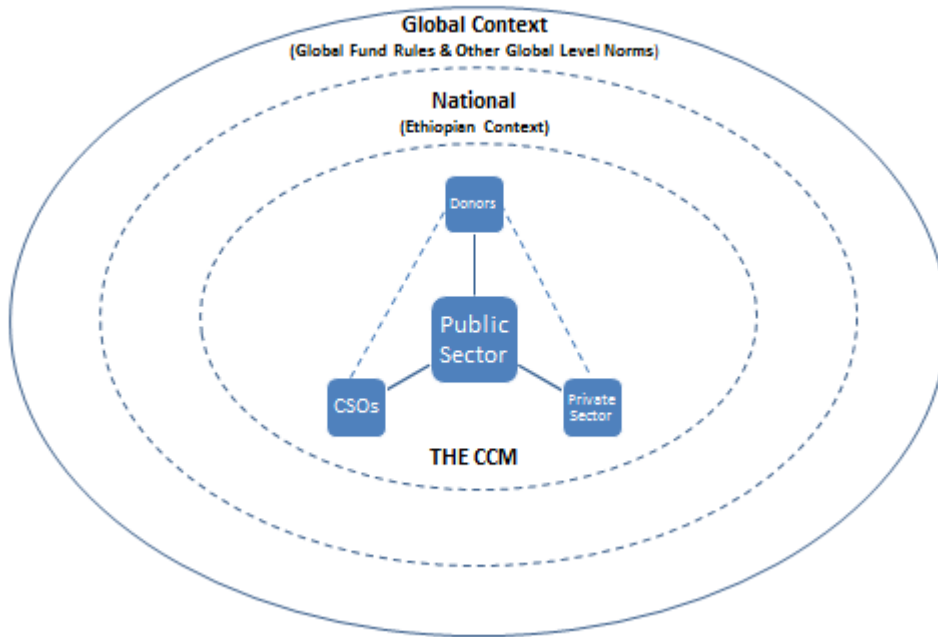 Global Context
(Global Fund Rules & Other Global Level Norms)
National
(Ethiopian Context)
Donors
Public
Sector
CSOs
Private
Sector
THE CCM